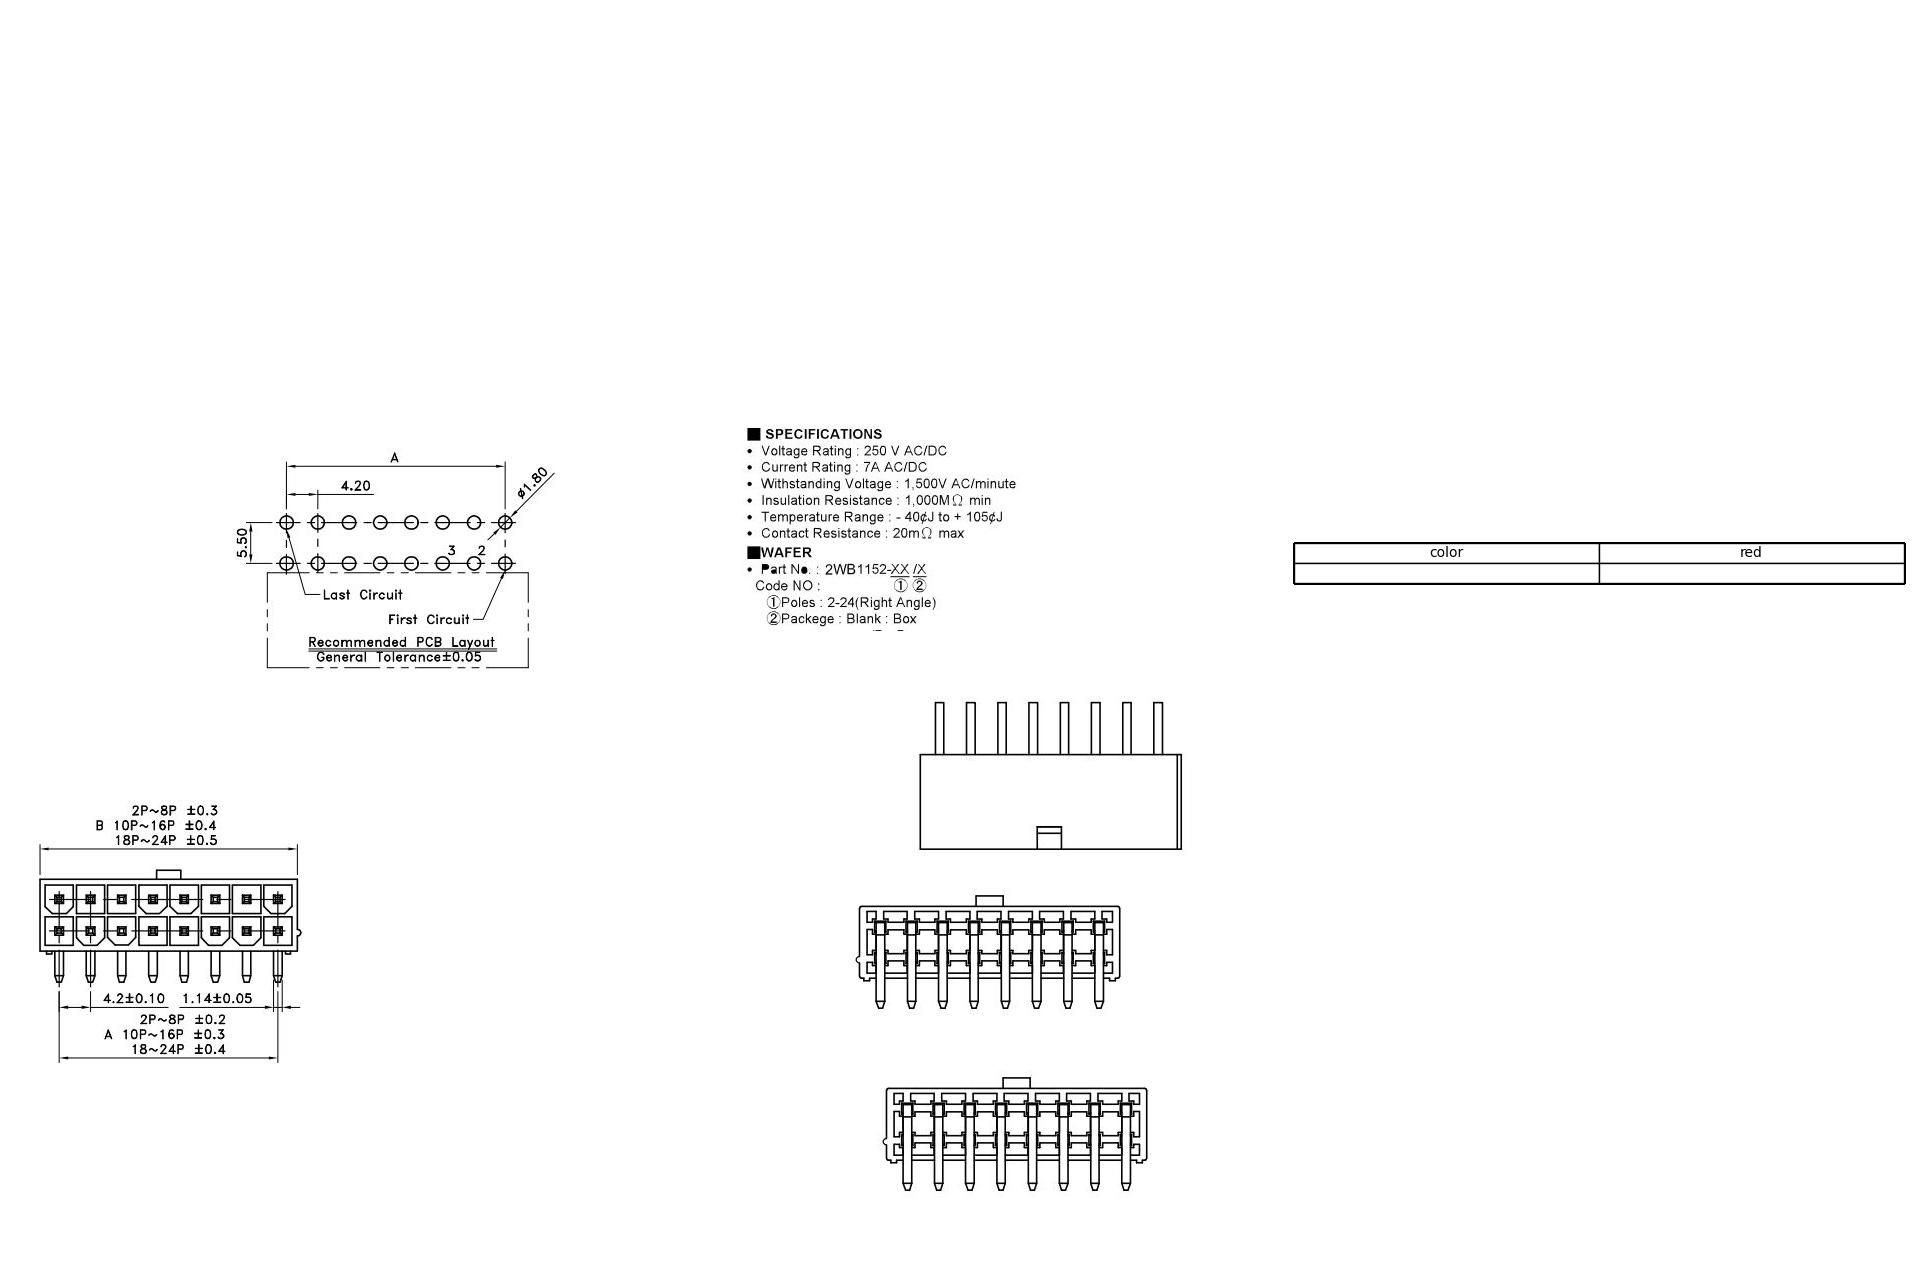 A
4.20
ø1.80
5.50
3 2
Last Circuit
First Circuit
Recommended PCB Layout
General Tolerance±0.05
■ SPECIFICATIONS
• Voltage Rating : 250 V AC/DC
• Current Rating : 7A AC/DC
• Withstanding Voltage : 1,500V AC/minute
• Insulation Resistance : 1,000MΩ min
• Temperature Range : - 40¢J to + 105¢J
• Contact Resistance : 20mΩ max
■WAFER
• Part No. : 2WB1152-XX /X
Code NO : ① ②
①Poles : 2-24(Right Angle)
②Packege : Blank : Box
color red
2P~8P ±0.3
B 10P~16P ±0.4
18P~24P ±0.5
4.2±0.10 1.14±0.05
2P~8P ±0.2
A 10P~16P ±0.3
18~24P ±0.4